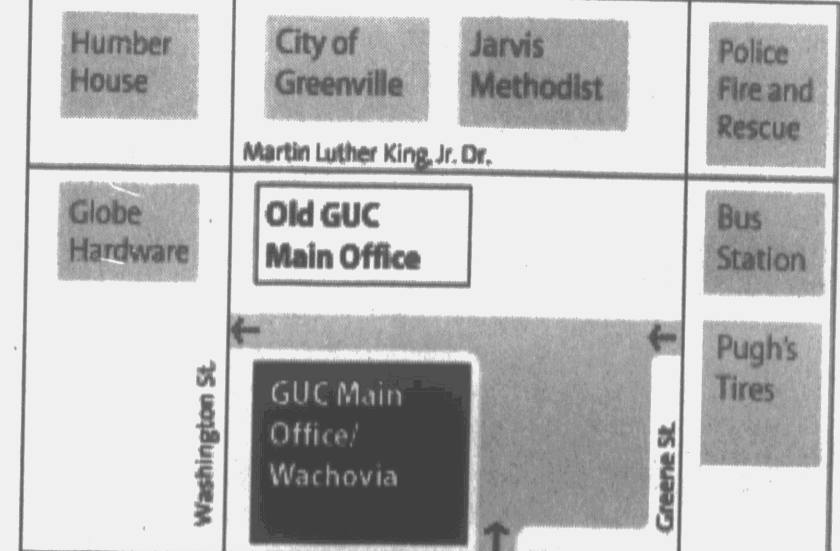 Humber
House
City of
Greenville
Jarvis
Methodist
Police
Fire and
Rescue
Martin Luther King, Jr. Dr.
Globe
Hardware
Old GUC
Main Office
Bus
Station
Pugh's
Tires
GUC Main
Office/
Wachovia
Washington St.
Greene St.